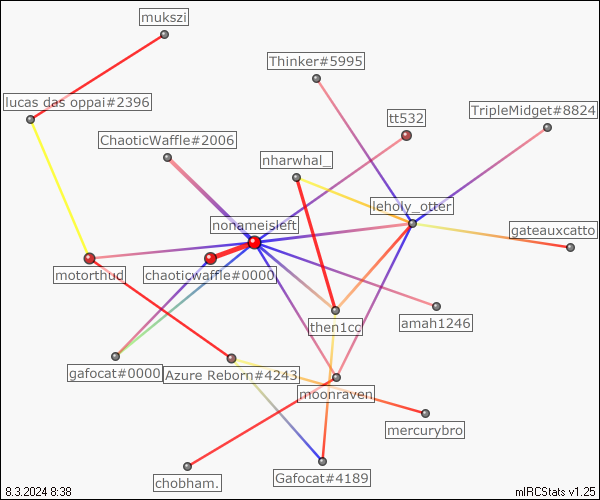 mukszi
Thinker#5995
lucas das oppai#2396
TripleMidget#8824
tt532
ChaoticWaffle#2006
nharwhal_
leholy_otter
nonameisleft
gateauxcatto
motorthud
chaoticwaffle#0000
then1cg
amah1246
gafocat#0000
Azure Reborn#4243
moonraven
mercurybro
chobham.
Gafocat#4189
8.3.2024 8:38
mIRCStats v1.25